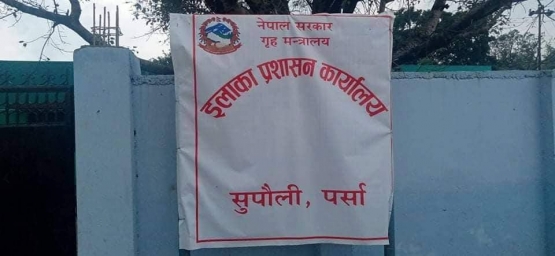 नेपाल सरकार
गृह मन्त्रालय
इलाका प्रशासन कार्यालय
सुपौली, पर्सा